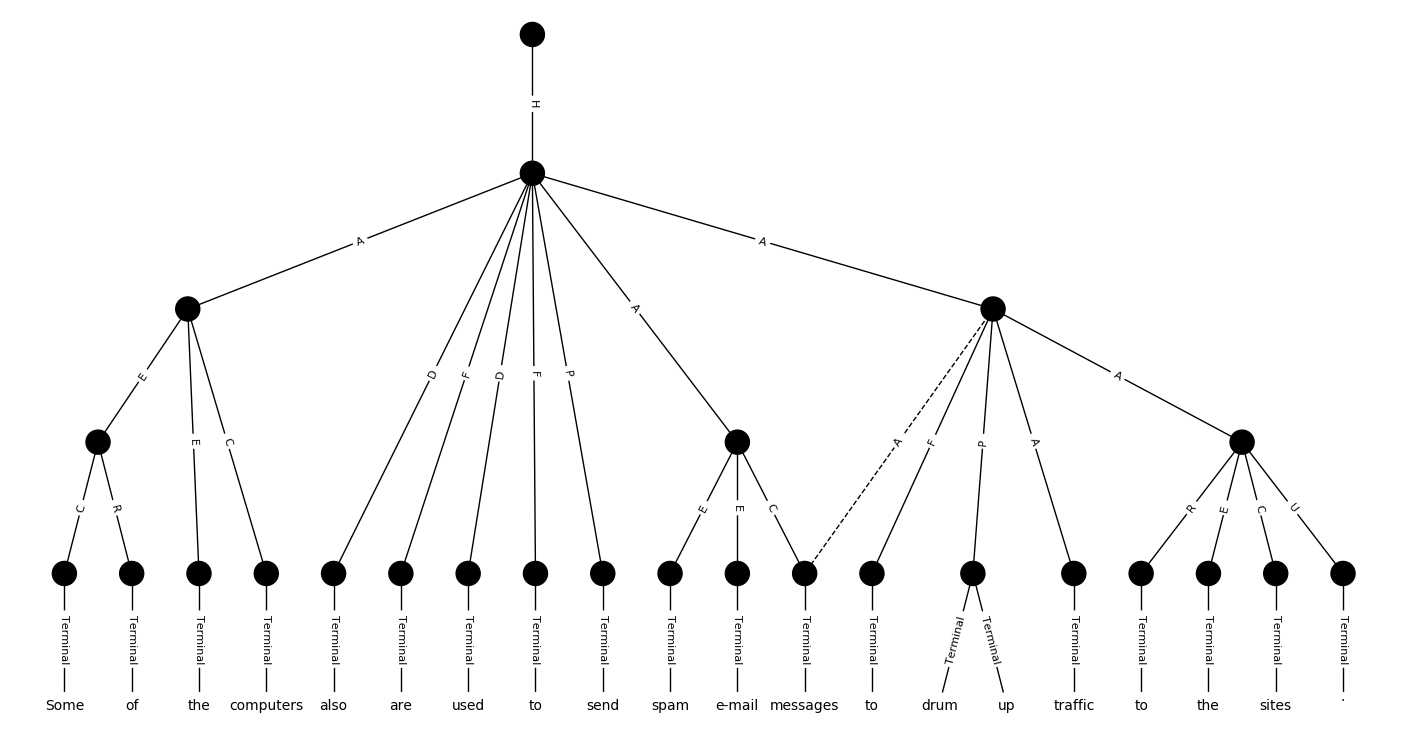 H
A A
A
E D F D F P A
E C A F P A
C R E E C R E C U
Terminal Terminal Terminal Terminal Terminal Terminal Terminal Terminal Terminal Terminal Terminal Terminal Terminal Terminal Terminal Terminal Terminal Terminal Terminal Terminal
Some of the computers also are used to send spam e-mail messages to drum up traffic to the sites .